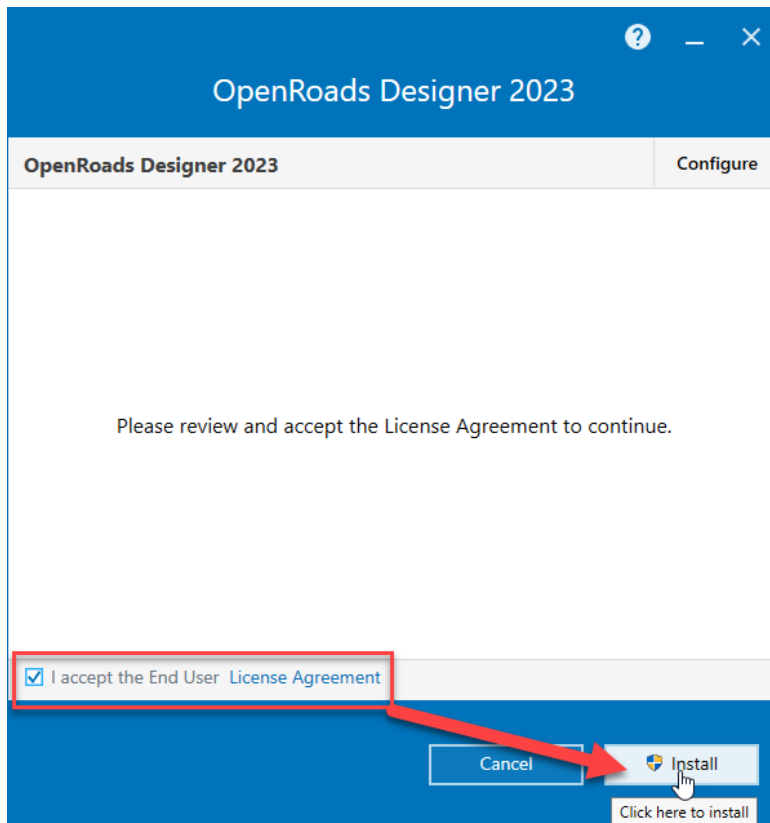 OpenRoads Designer 2023
OpenRoads Designer 2023 Configure
Please review and accept the License Agreement to continue.
I accept the End User License Agreement
Cancel Install
Click here to install